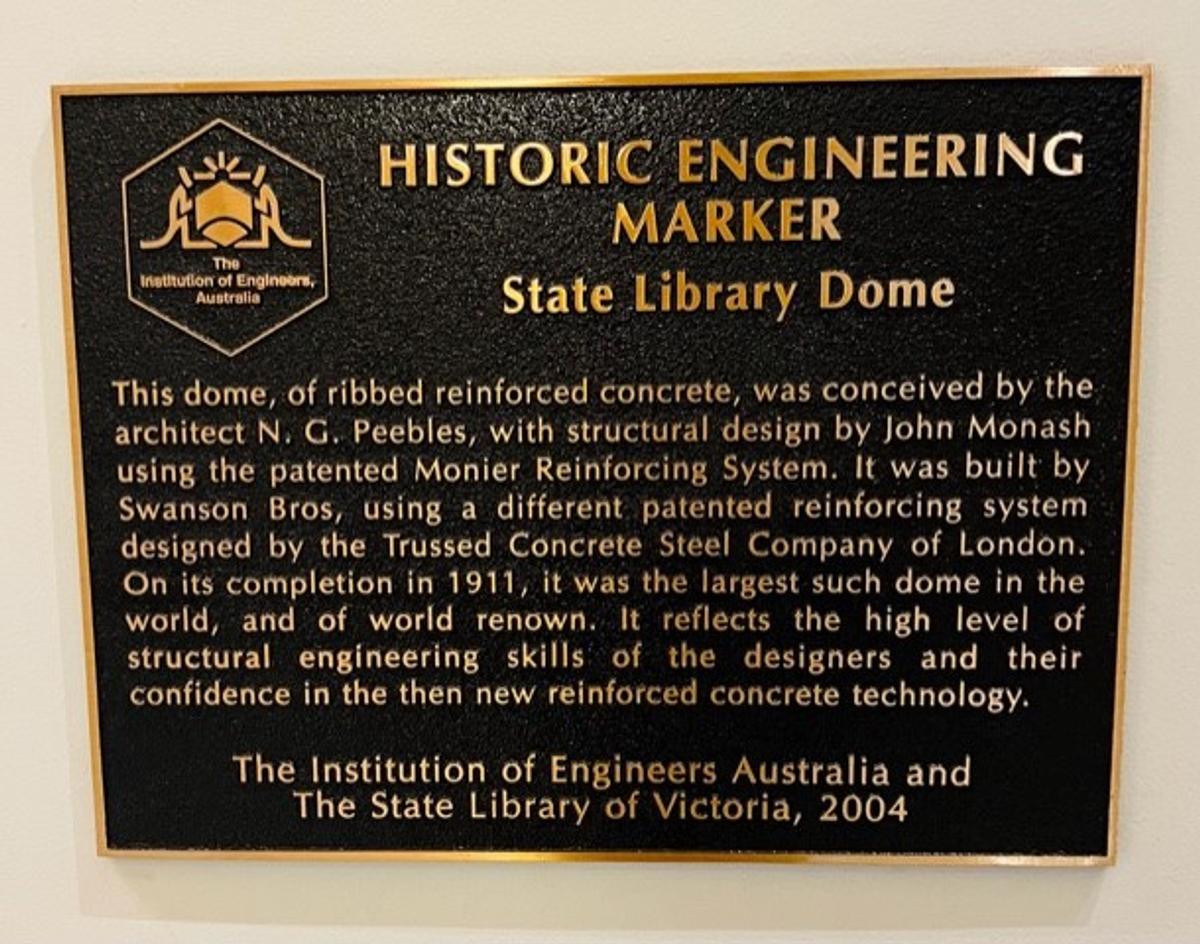 The
Institution of Engineers,
Australia
HISTORIC ENGINEERING
MARKER
State Library Dome
This dome, of ribbed reinforced concrete, was conceived by the
architect N. G. Peebles, with structural design by John Monash
using the patented Monier Reinforcing System. It was built by
Swanson Bros, using a different patented reinforcing system
designed by the Trussed Concrete Steel Company of London.
On its completion in 1911, it was the largest such dome in the
world, and of world renown. It reflects the high level of
structural engineering skills of the designers and their
confidence in the then new reinforced concrete technology.
The Institution of Engineers Australia and
The State Library of Victoria, 2004